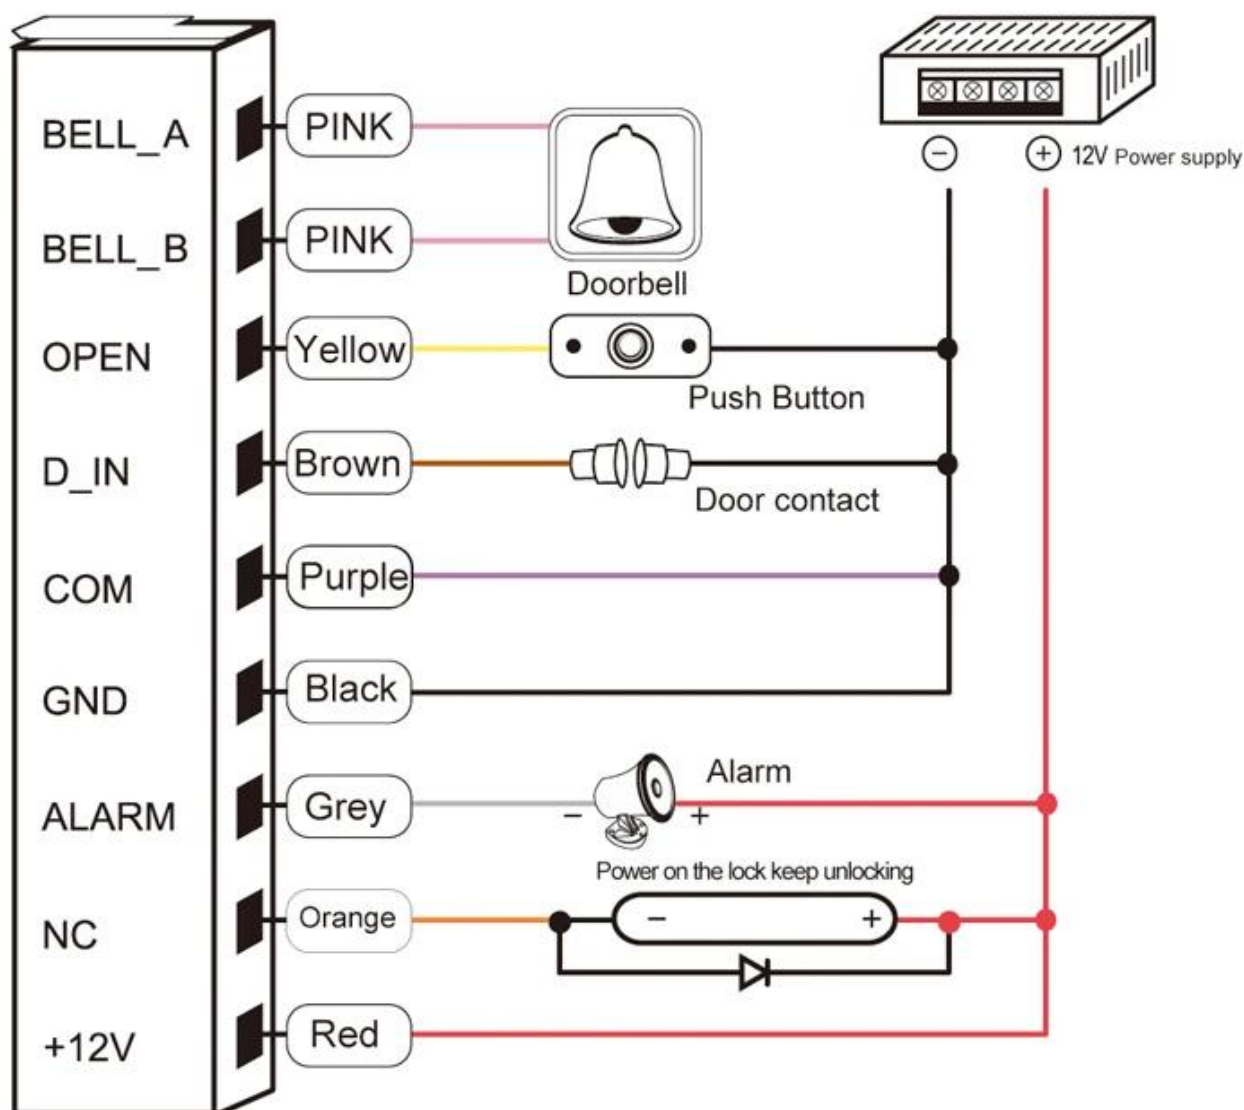 BELL_A
PINK
BELL_B
PINK
Doorbell
− + 12V Power supply
OPEN
Yellow
Push Button
D_IN
Brown
Door contact
COM
Purple
GND
Black
ALARM
Grey
− +
Alarm
Power on the lock keep unlocking
NC
Orange
− +
+12V
Red